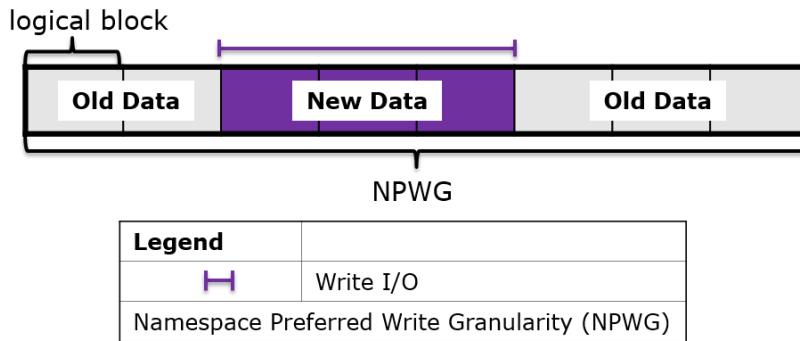 logical block
Old Data New Data Old Data
NPWG
Legend
Write I/O
Namespace Preferred Write Granularity (NPWG)